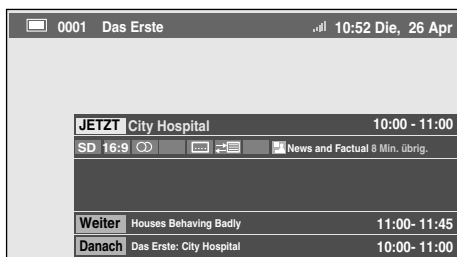 0001 Das Erste 10:52 Die, 26 Apr
JETZT City Hospital 10:00 - 11:00
SD 16:9 News and Factual 8 Min. übrig.
Weiter Houses Behaving Badly 11:00- 11:45
Danach Das Erste: City Hospital 10:00- 11:00